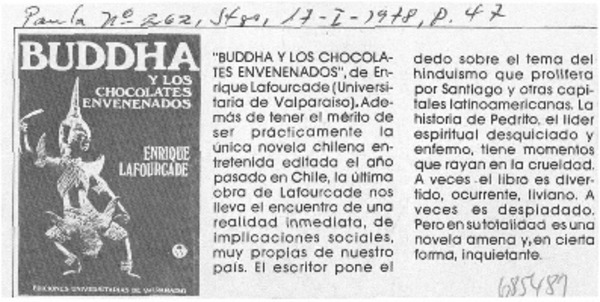 Paula Nº 262, Stgo, 17-I-1978, p. 47
BUDDHA
Y LOS
CHOCOLATES
ENVENENADOS
ENRIQUE
LAFOURCADE
EDICIONES UNIVERSITARIAS DE VALPARAISO
"BUDDHA Y LOS CHOCOLA-
TES ENVENENADOS", de En-
rique Lafourcade (Universi-
taria de Valparaíso). Ade-
más de tener el mérito de
ser prácticamente la
única novela chilena en-
tretenida editada el año
pasado en Chile, la última
obra de Lafourcade nos
lleva el encuentro de una
realidad inmediata, de
implicaciones sociales,
muy propias de nuestro
país. El escritor pone el
dedo sobre el tema del
hinduismo que prolifera
por Santiago y otras capi-
tales latinoamericanas. La
historia de Pedrito, el líder
espiritual desquiciado y
enfermo, tiene momentos
que rayan en la crueldad.
A veces el libro es diver-
tido, ocurrente, liviano. A
veces es despiadado.
Pero en su totalidad es una
novela amena y, en cierta
forma, inquietante.
685489